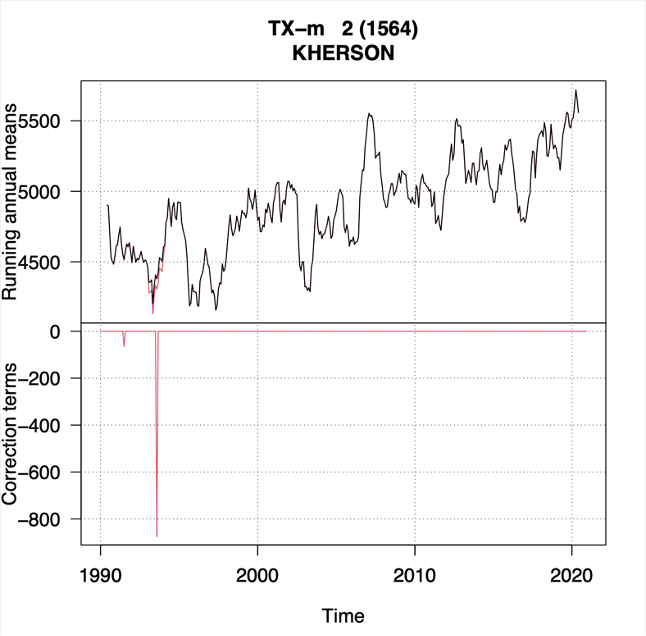 TX−m 2 (1564)
KHERSON
Running annual means
5500
5000
4500
Correction terms
0
−200
−400
−600
−800
1990 2000 2010 2020
Time